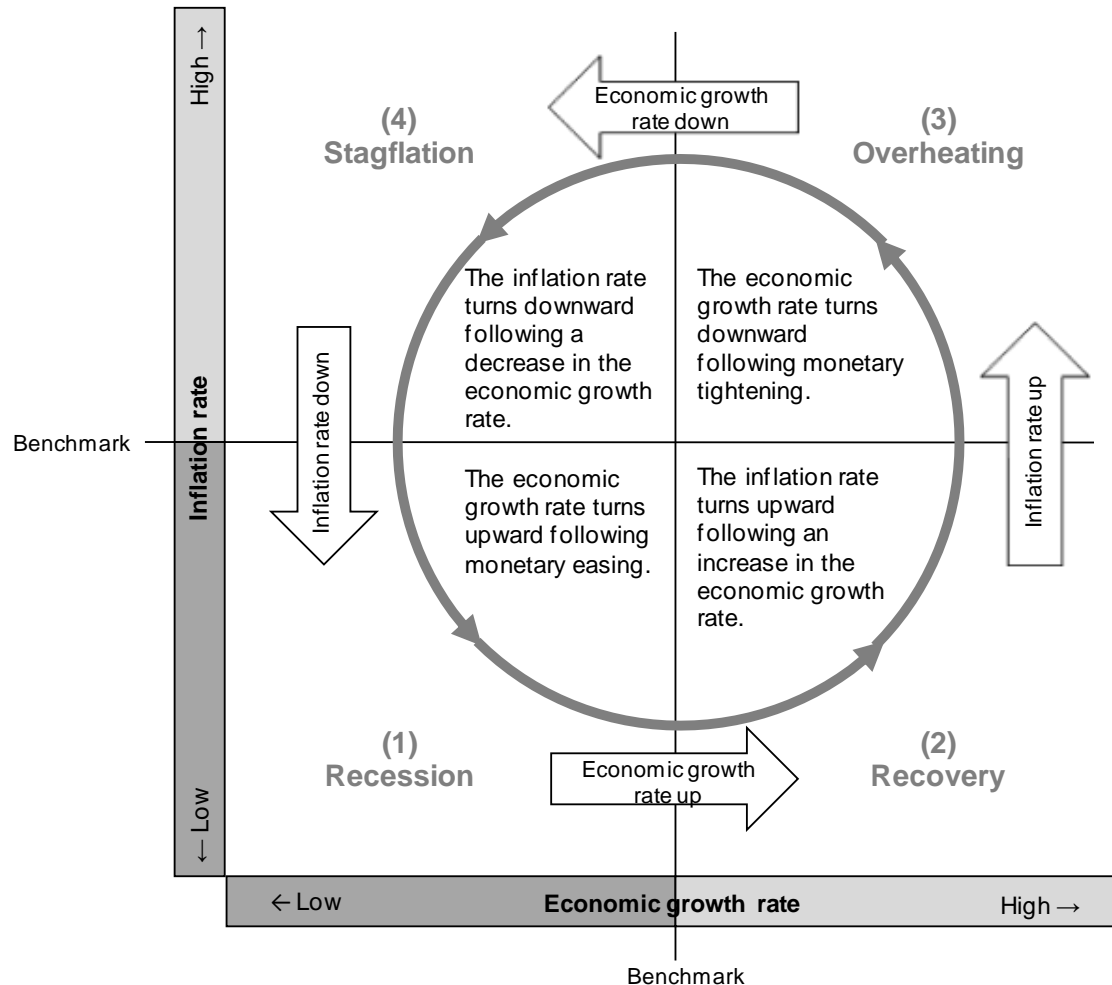 High →
Inflation rate
← Low
Benchmark
(4)
Stagflation
Economic growth
rate down
(3)
Overheating
The inflation rate
turns downward
following a
decrease in the
economic growth
rate.
The economic
growth rate turns
downward
following monetary
tightening.
Inflation rate down
Inflation rate up
The economic
growth rate turns
upward following
monetary easing.
The inflation rate
turns upward
following an
increase in the
economic growth
rate.
(1)
Recession
Economic growth
rate up
(2)
Recovery
← Low
Economic growth rate
High →
Benchmark